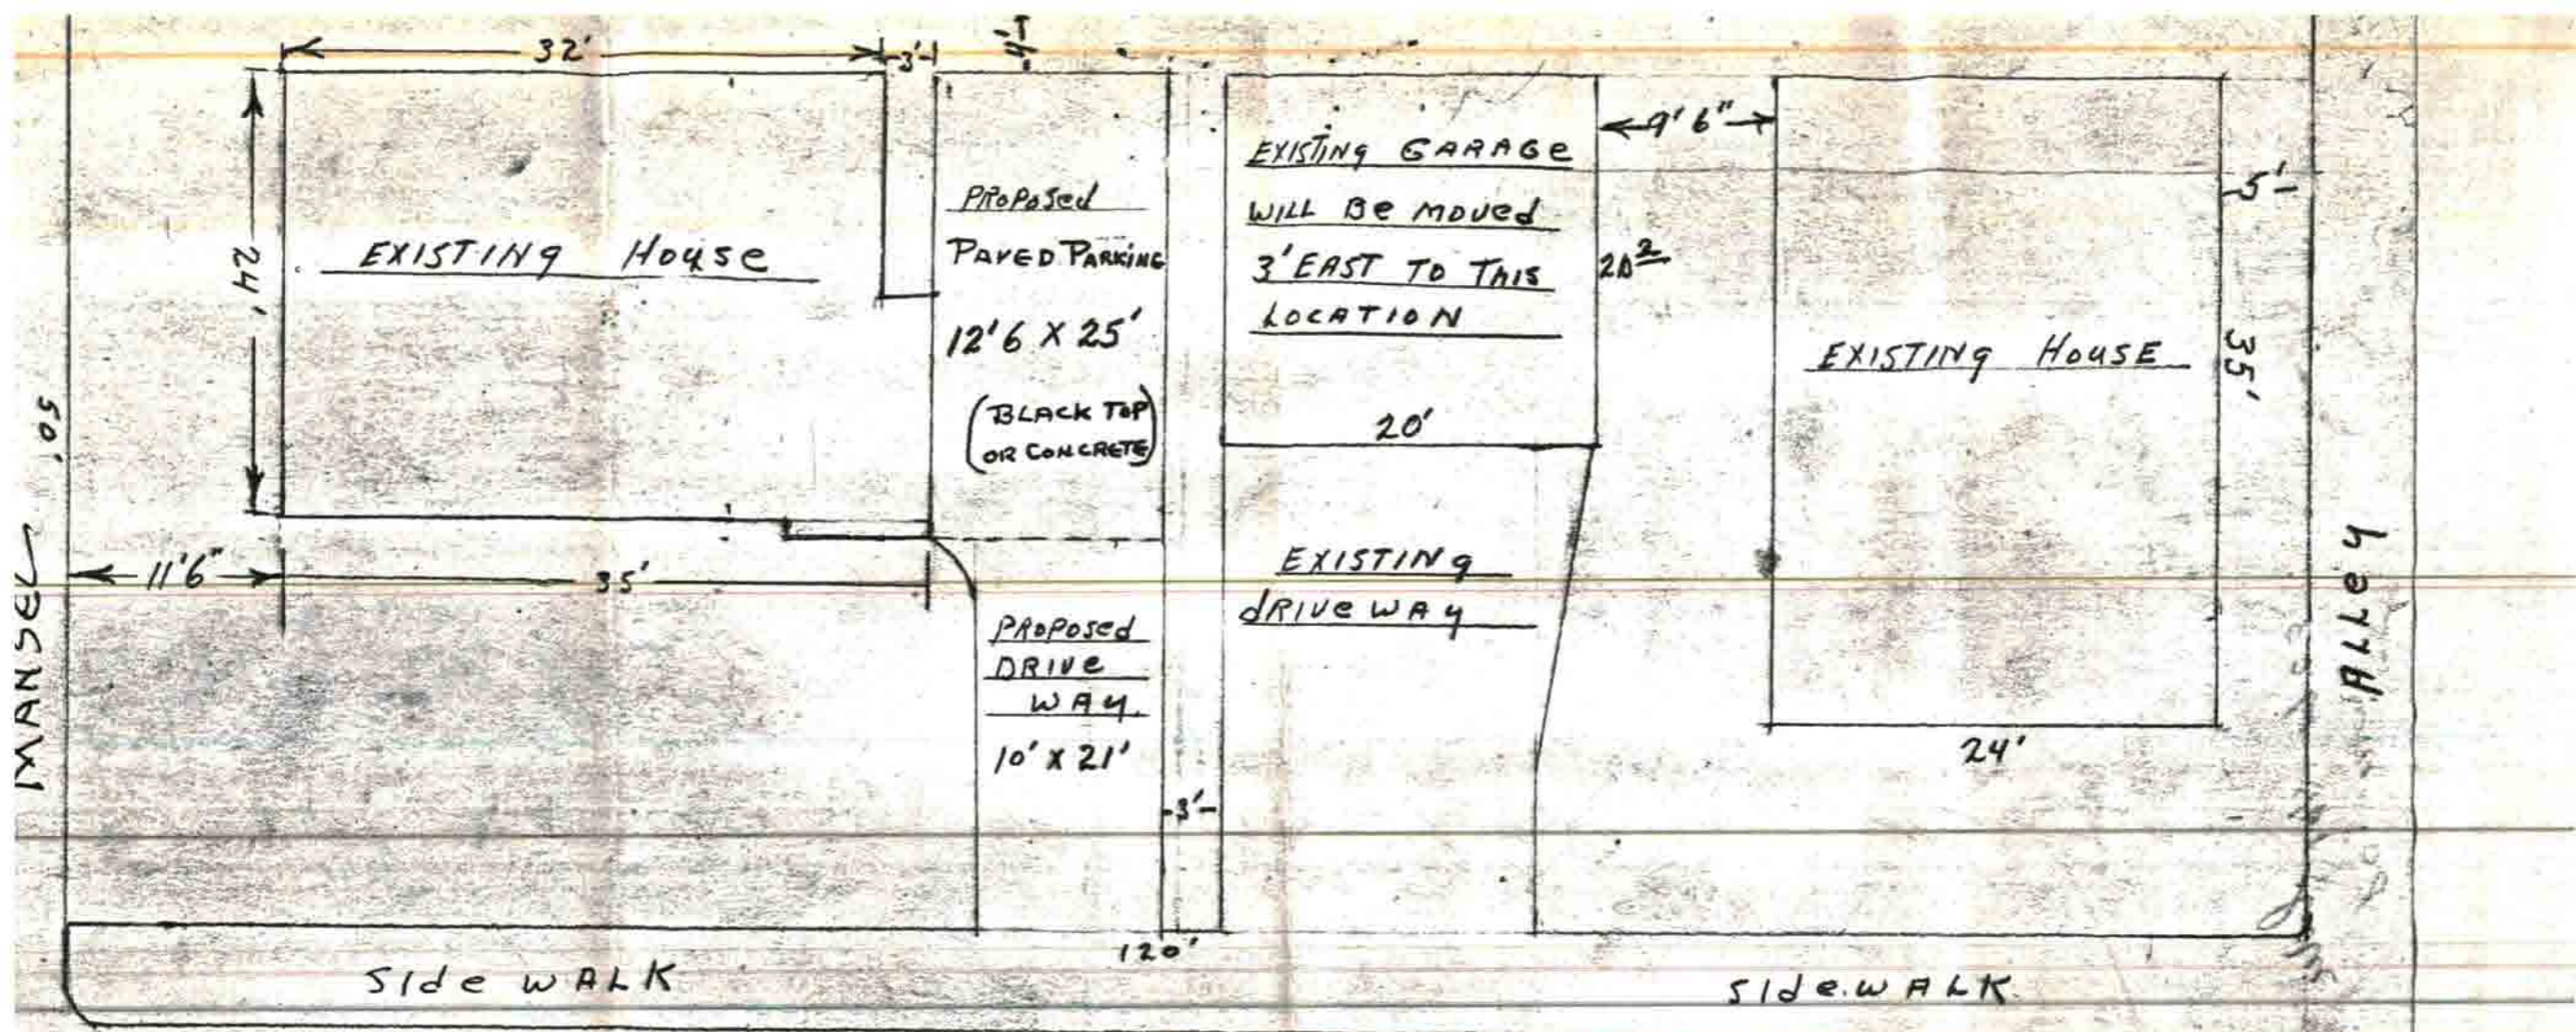 32'
3'
4'
24'
EXISTING House
PROPOSed
PAVED PARKING
12'6 X 25'
(BLACK TOP
OR CONCRETE)
EXISTING GARAGE
WILL Be MOVED
3' EAST TO THIS
LOCATION
20'
9'6"
5'
35'
EXISTING HOUSE
24'
50'
MANSEL
11'6"
35'
PROPOSed
DRIVE
WAY
10' X 21'
3'
EXISTING
dRIVE WAY
ALLEY
120'
SIde WALK
SIde WALK